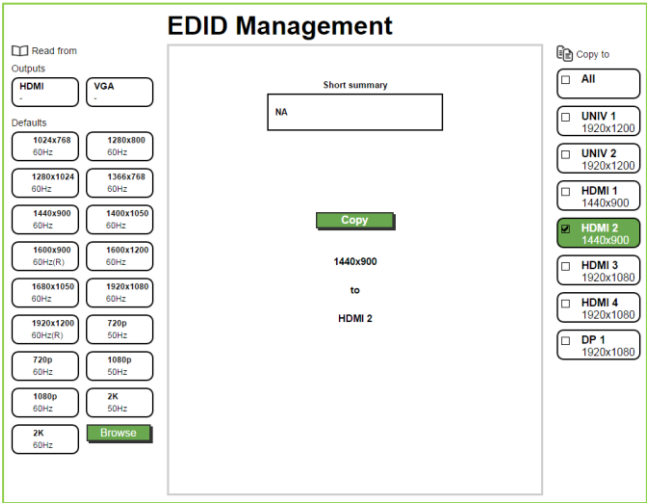 EDID Management
Read from
Outputs
HDMI
-
VGA
-
Defaults
1024x768
60Hz
1280x800
60Hz
1280x1024
60Hz
1366x768
60Hz
1440x900
60Hz
1400x1050
60Hz
1600x900
60Hz(R)
1600x1200
60Hz
1680x1050
60Hz
1920x1080
60Hz
1920x1200
60Hz(R)
720p
50Hz
720p
60Hz
1080p
50Hz
1080p
60Hz
2K
50Hz
2K
60Hz
Browse
Short summary
NA
Copy
1440x900
to
HDMI 2
Copy to
All
UNIV 1
1920x1200
UNIV 2
1920x1200
HDMI 1
1440x900
HDMI 2
1440x900
HDMI 3
1920x1080
HDMI 4
1920x1080
DP 1
1920x1080